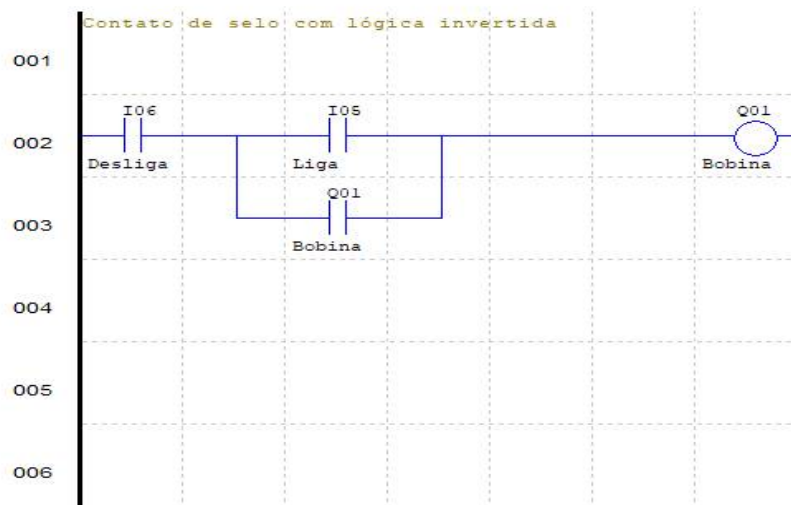 Contato de selo com lógica invertida
001
I06 I05 Q01
002
Desliga Liga Bobina
Q01
003
Bobina
004
005
006